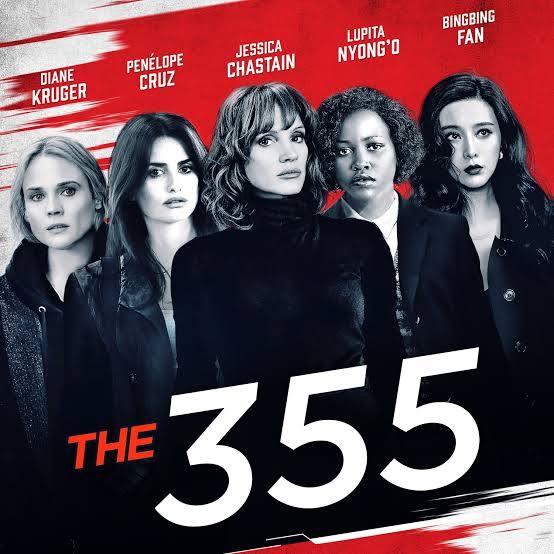 DIANE
KRUGER
PENÉLOPE
CRUZ
JESSICA
CHASTAIN
LUPITA
NYONG'O
BINGBING
FAN
THE 355